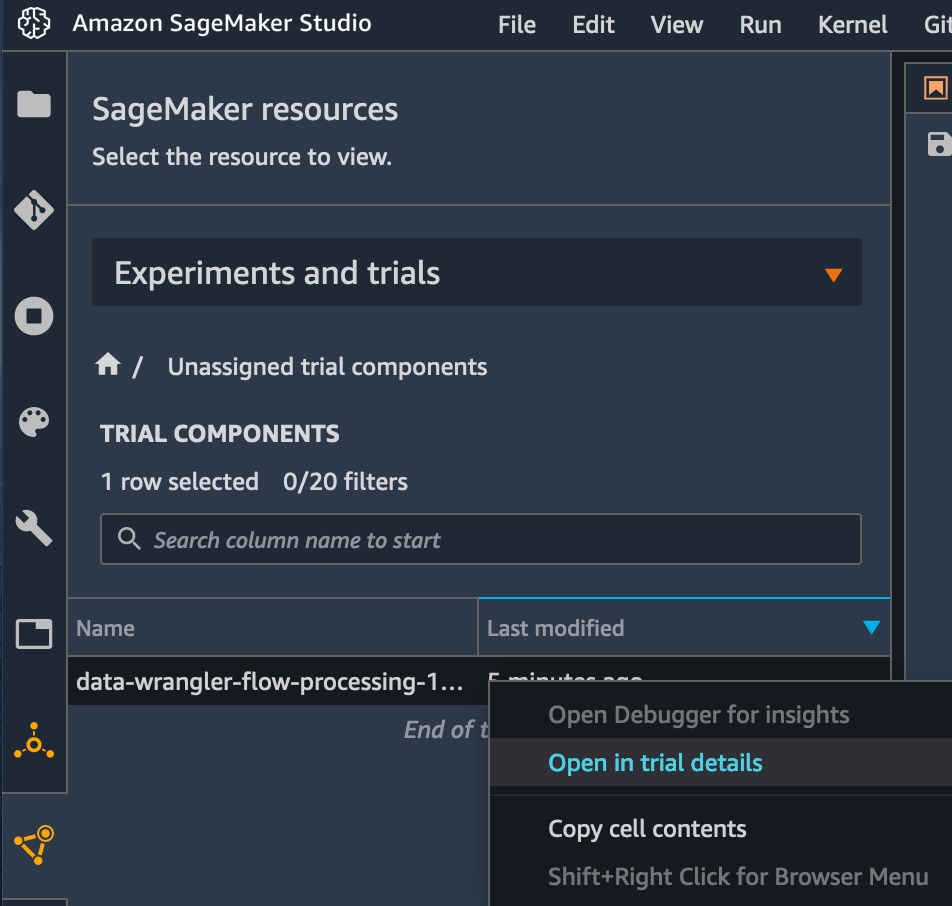 Amazon SageMaker Studio File Edit View Run Kernel Git
SageMaker resources
Select the resource to view.
Experiments and trials
/ Unassigned trial components
TRIAL COMPONENTS
1 row selected 0/20 filters
Search column name to start
Name Last modified
data-wrangler-flow-processing-1... 5 minutes ago
End of t
Open Debugger for insights
Open in trial details
Copy cell contents
Shift+Right Click for Browser Menu